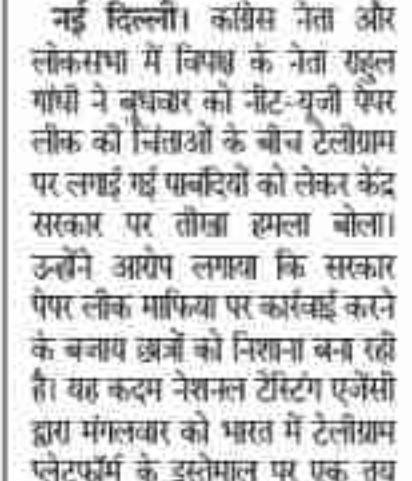 नई दिल्ली। कांग्रेस नेता और
लोकसभा में विपक्ष के नेता राहुल
गांधी ने बुधवार को नीट-यूजी पेपर
लीक की चिंताओं के बीच टेलीग्राम
पर लगाई गई पाबंदियों को लेकर केंद्र
सरकार पर तीखा हमला बोला।
उन्होंने आरोप लगाया कि सरकार
पेपर लीक माफिया पर कार्रवाई करने
के बजाय छात्रों को निशाना बना रही
है। यह कदम नेशनल टेस्टिंग एजेंसी
द्वारा मंगलवार को भारत में टेलीग्राम
प्लेटफॉर्म के इस्तेमाल पर एक तय